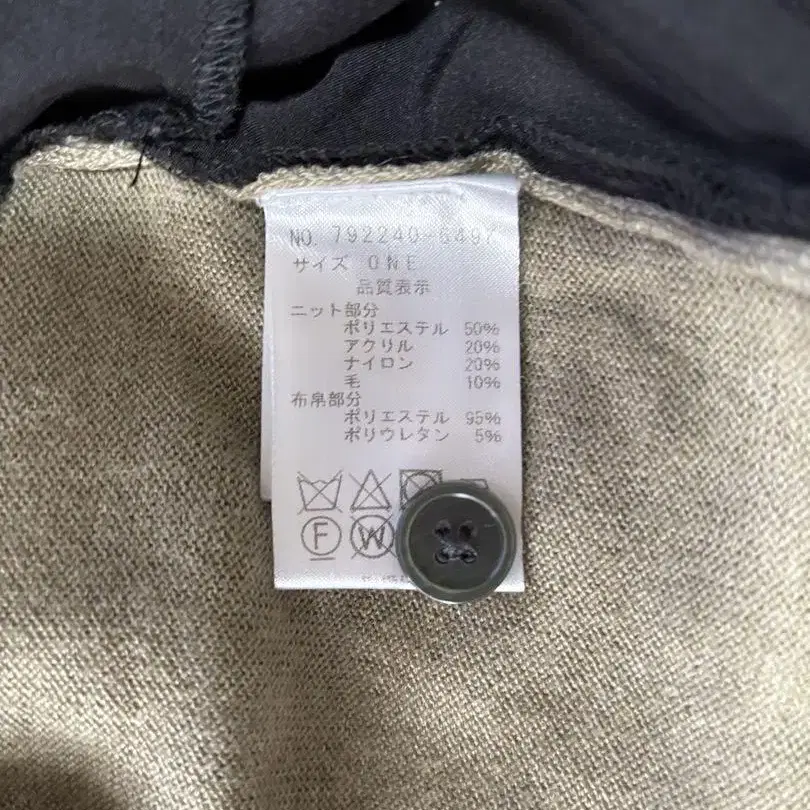 NO. 792240-6497
サイズ ONE
品質表示
ニット部分
ポリエステル 50%
アクリル 20%
ナイロン 20%
毛 10%
布帛部分
ポリエステル 95%
ポリウレタン 5%
F W